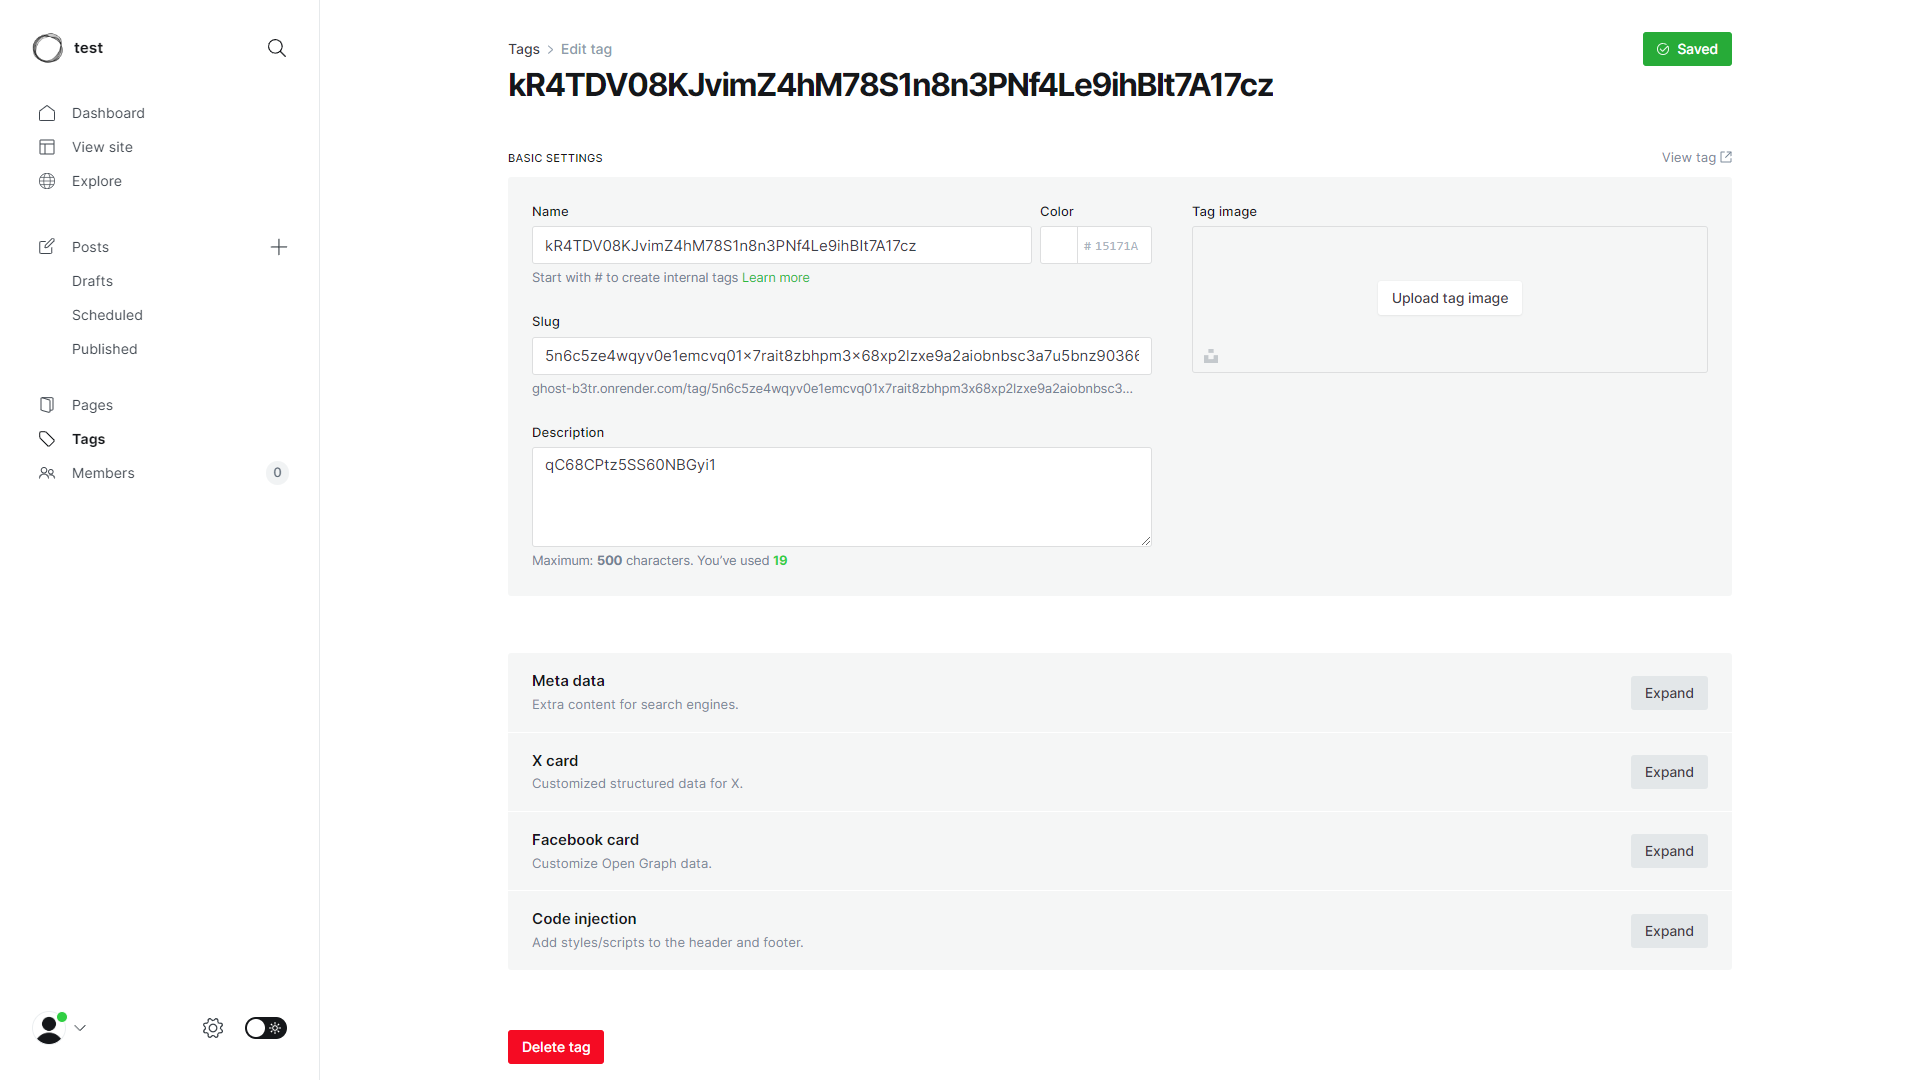 test
Dashboard
View site
Explore
Posts
Drafts
Scheduled
Published
Pages
Tags
Members 0
Tags > Edit tag
Saved
kR4TDV08KJvimZ4hM78S1n8n3PNf4Le9ihBIt7A17cz
BASIC SETTINGS
View tag
Name
kR4TDV08KJvimZ4hM78S1n8n3PNf4Le9ihBIt7A17cz
Start with # to create internal tags Learn more
Color
# 15171A
Tag image
Upload tag image
Slug
5n6c5ze4wqyv0e1emcvq01x7rait8zbhpm3x68xp2lzxe9a2aiobnbsc3a7u5bnz90366
ghost-b3tr.onrender.com/tag/5n6c5ze4wqyv0e1emcvq01x7rait8zbhpm3x68xp2lzxe9a2aiobnbsc3...
Description
qC68CPtz5SS60NBGyi1
Maximum: 500 characters. You’ve used 19
Meta data
Extra content for search engines.
Expand
X card
Customized structured data for X.
Expand
Facebook card
Customize Open Graph data.
Expand
Code injection
Add styles/scripts to the header and footer.
Expand
Delete tag